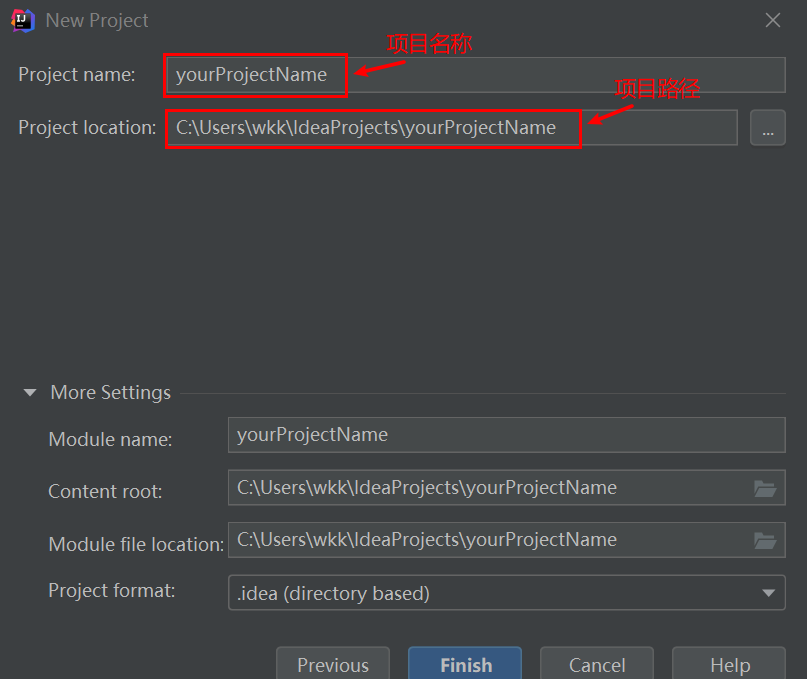 New Project
项目名称
Project name: yourProjectName
项目路径
Project location: C:\Users\wkk\IdeaProjects\yourProjectName ...
More Settings
Module name: yourProjectName
Content root: C:\Users\wkk\IdeaProjects\yourProjectName
Module file location: C:\Users\wkk\IdeaProjects\yourProjectName
Project format: .idea (directory based)
Previous Finish Cancel Help